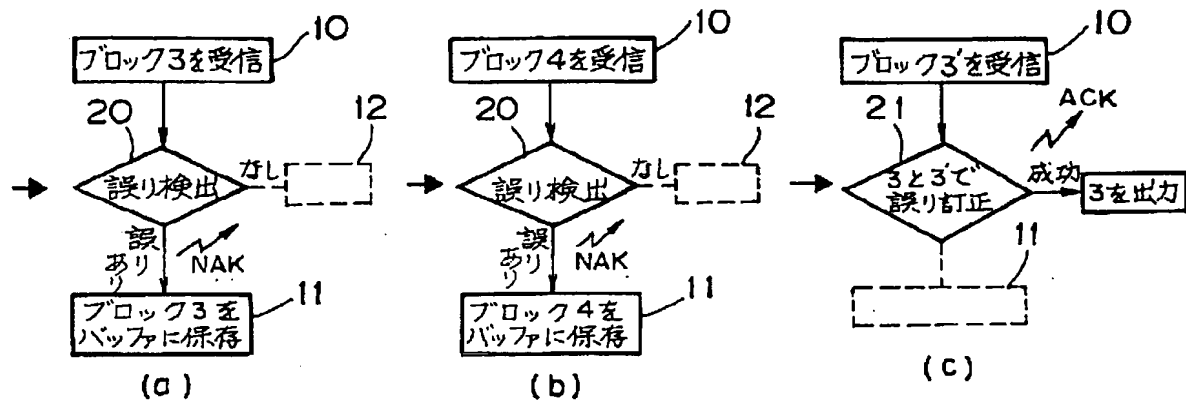 ブロック3を受信
10
20
誤り検出
なし
12
誤りあり
NAK
ブロック3を
バッファに保存
11
(a)
ブロック4を受信
10
20
誤り検出
なし
12
誤りあり
NAK
ブロック4を
バッファに保存
11
(b)
ブロック3'を受信
10
21
ACK
3と3'で
誤り訂正
成功
3を出力
11
(c)